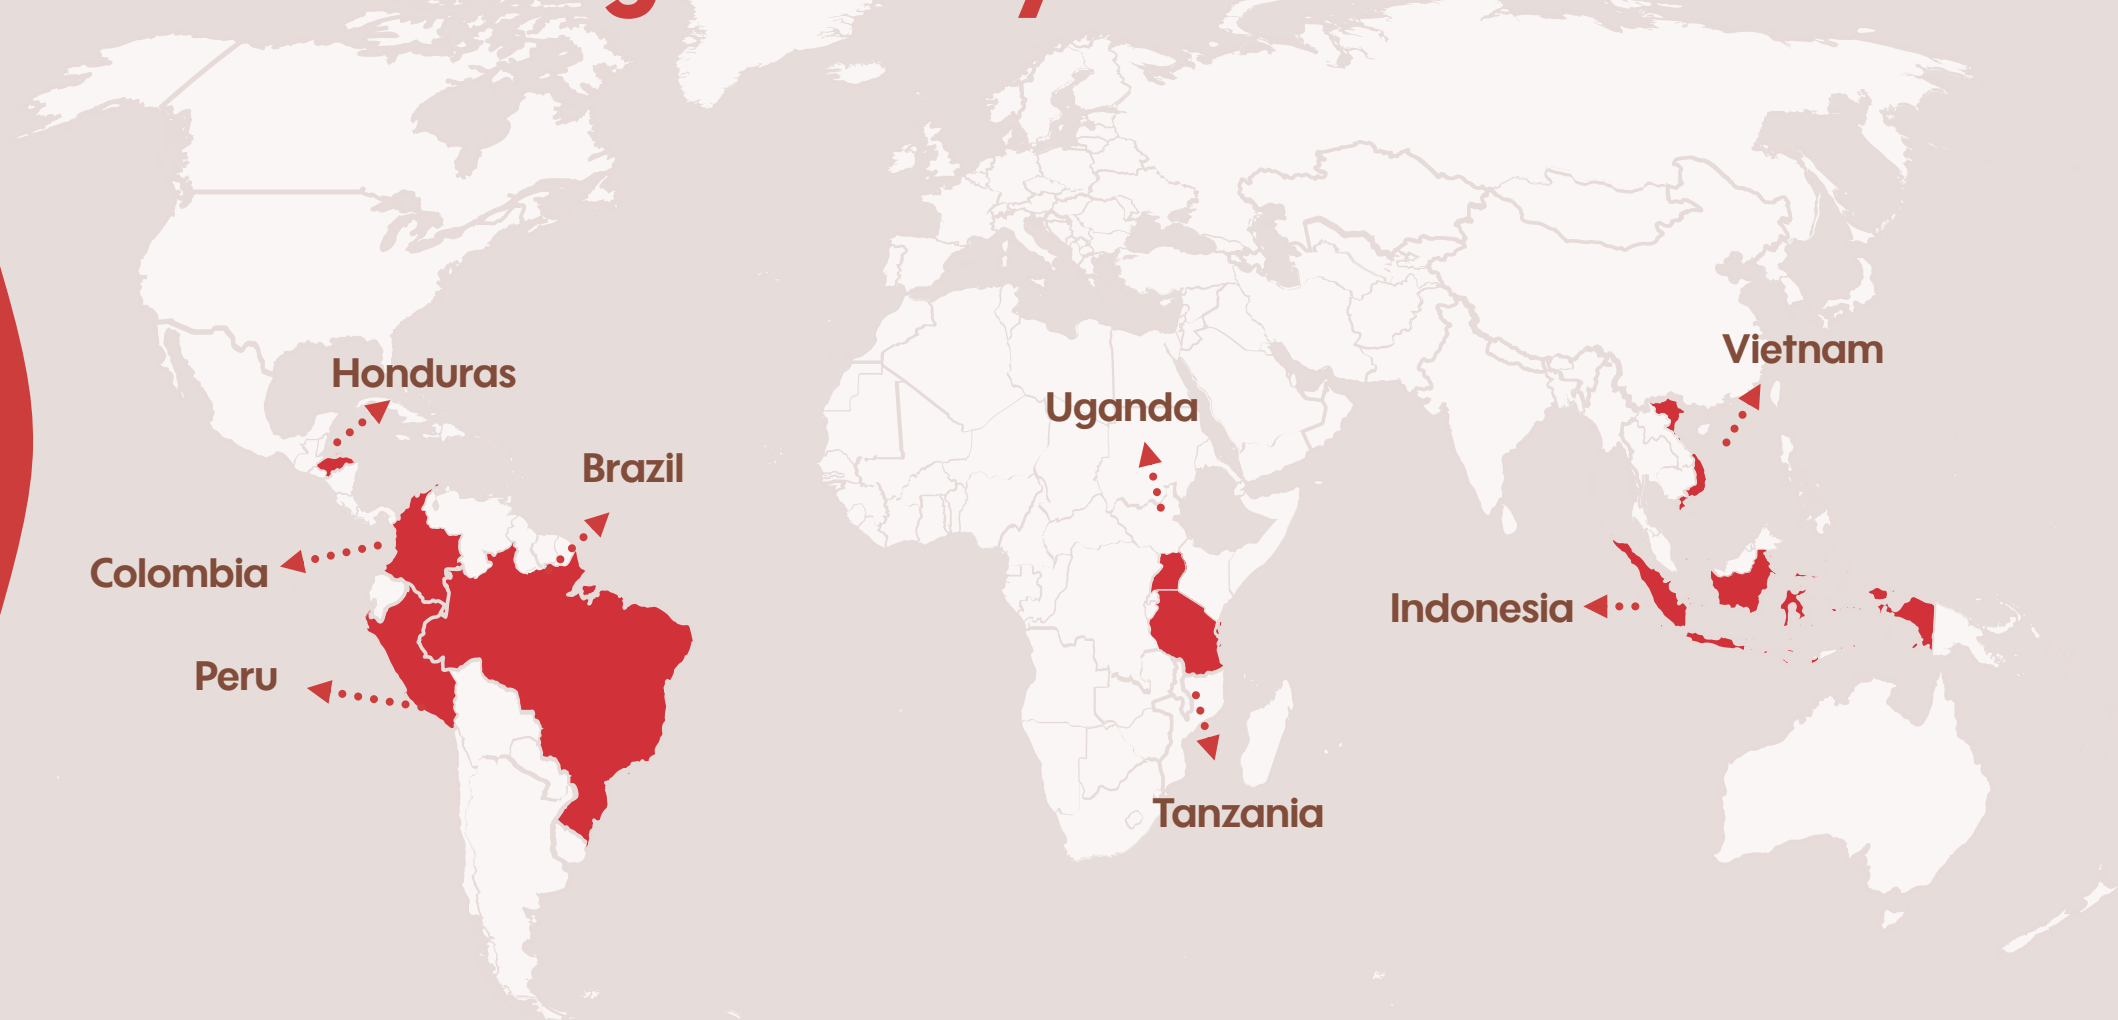 Vietnam
Honduras
Uganda
Brazil
Colombia
Indonesia
Peru
Tanzania